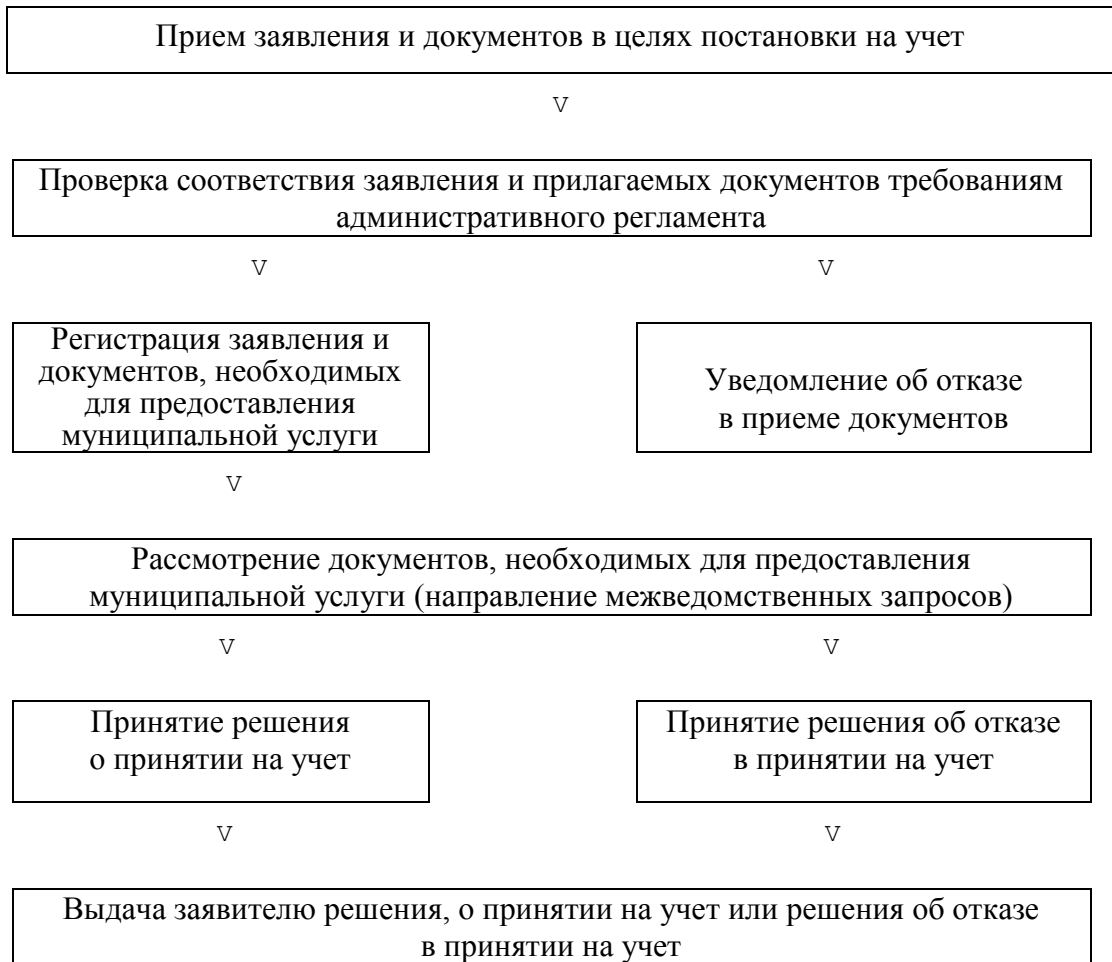 Прием заявления и документов в целях постановки на учет
V
Проверка соответствия заявления и прилагаемых документов требованиям
административного регламента
V V
Регистрация заявления и
документов, необходимых
для предоставления
муниципальной услуги
Уведомление об отказе
в приеме документов
V
Рассмотрение документов, необходимых для предоставления
муниципальной услуги (направление межведомственных запросов)
V V
Принятие решения
о принятии на учет
Принятие решения об отказе
в принятии на учет
V V
Выдача заявителю решения, о принятии на учет или решения об отказе
в принятии на учет